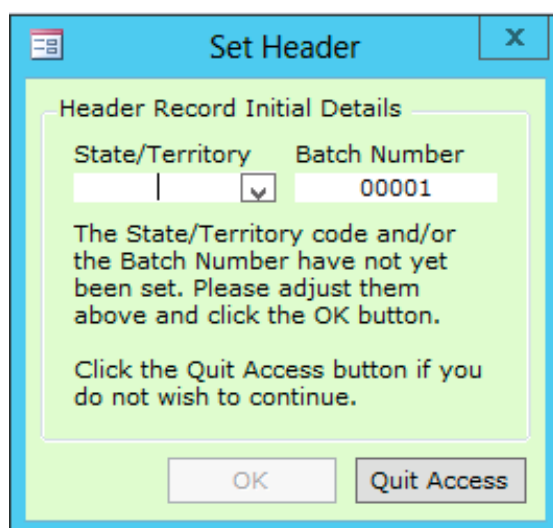 Set Header
x
Header Record Initial Details
State/Territory Batch Number
00001
The State/Territory code and/or
the Batch Number have not yet
been set. Please adjust them
above and click the OK button.
Click the Quit Access button if you
do not wish to continue.
OK Quit Access